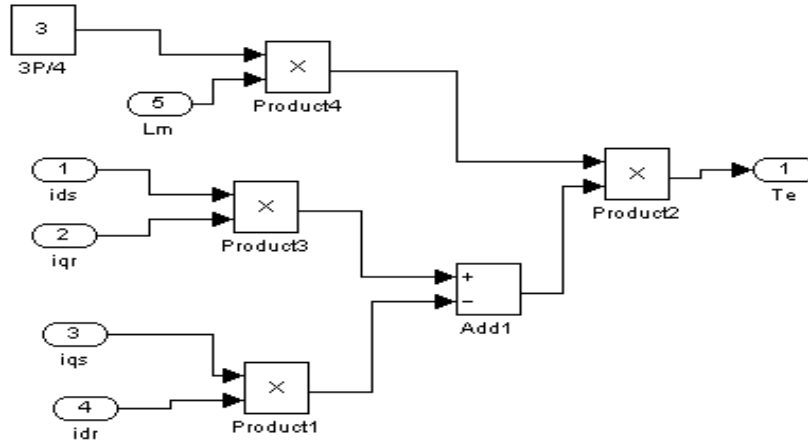 3
3P/4
5
Lm
Product4
1
ids
2
iqr
Product3
Product2
1
Te
+
−
Add1
3
iqs
4
idr
Product1